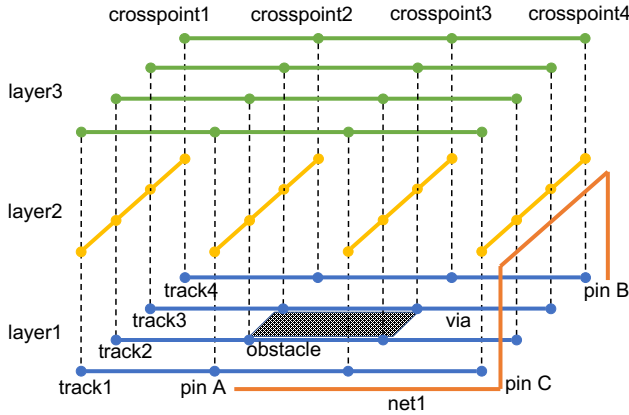 crosspoint1 crosspoint2 crosspoint3 crosspoint4
layer3
layer2
track4 pin B
track3 via
layer1
track2 obstacle
track1 pin A pin C
net1